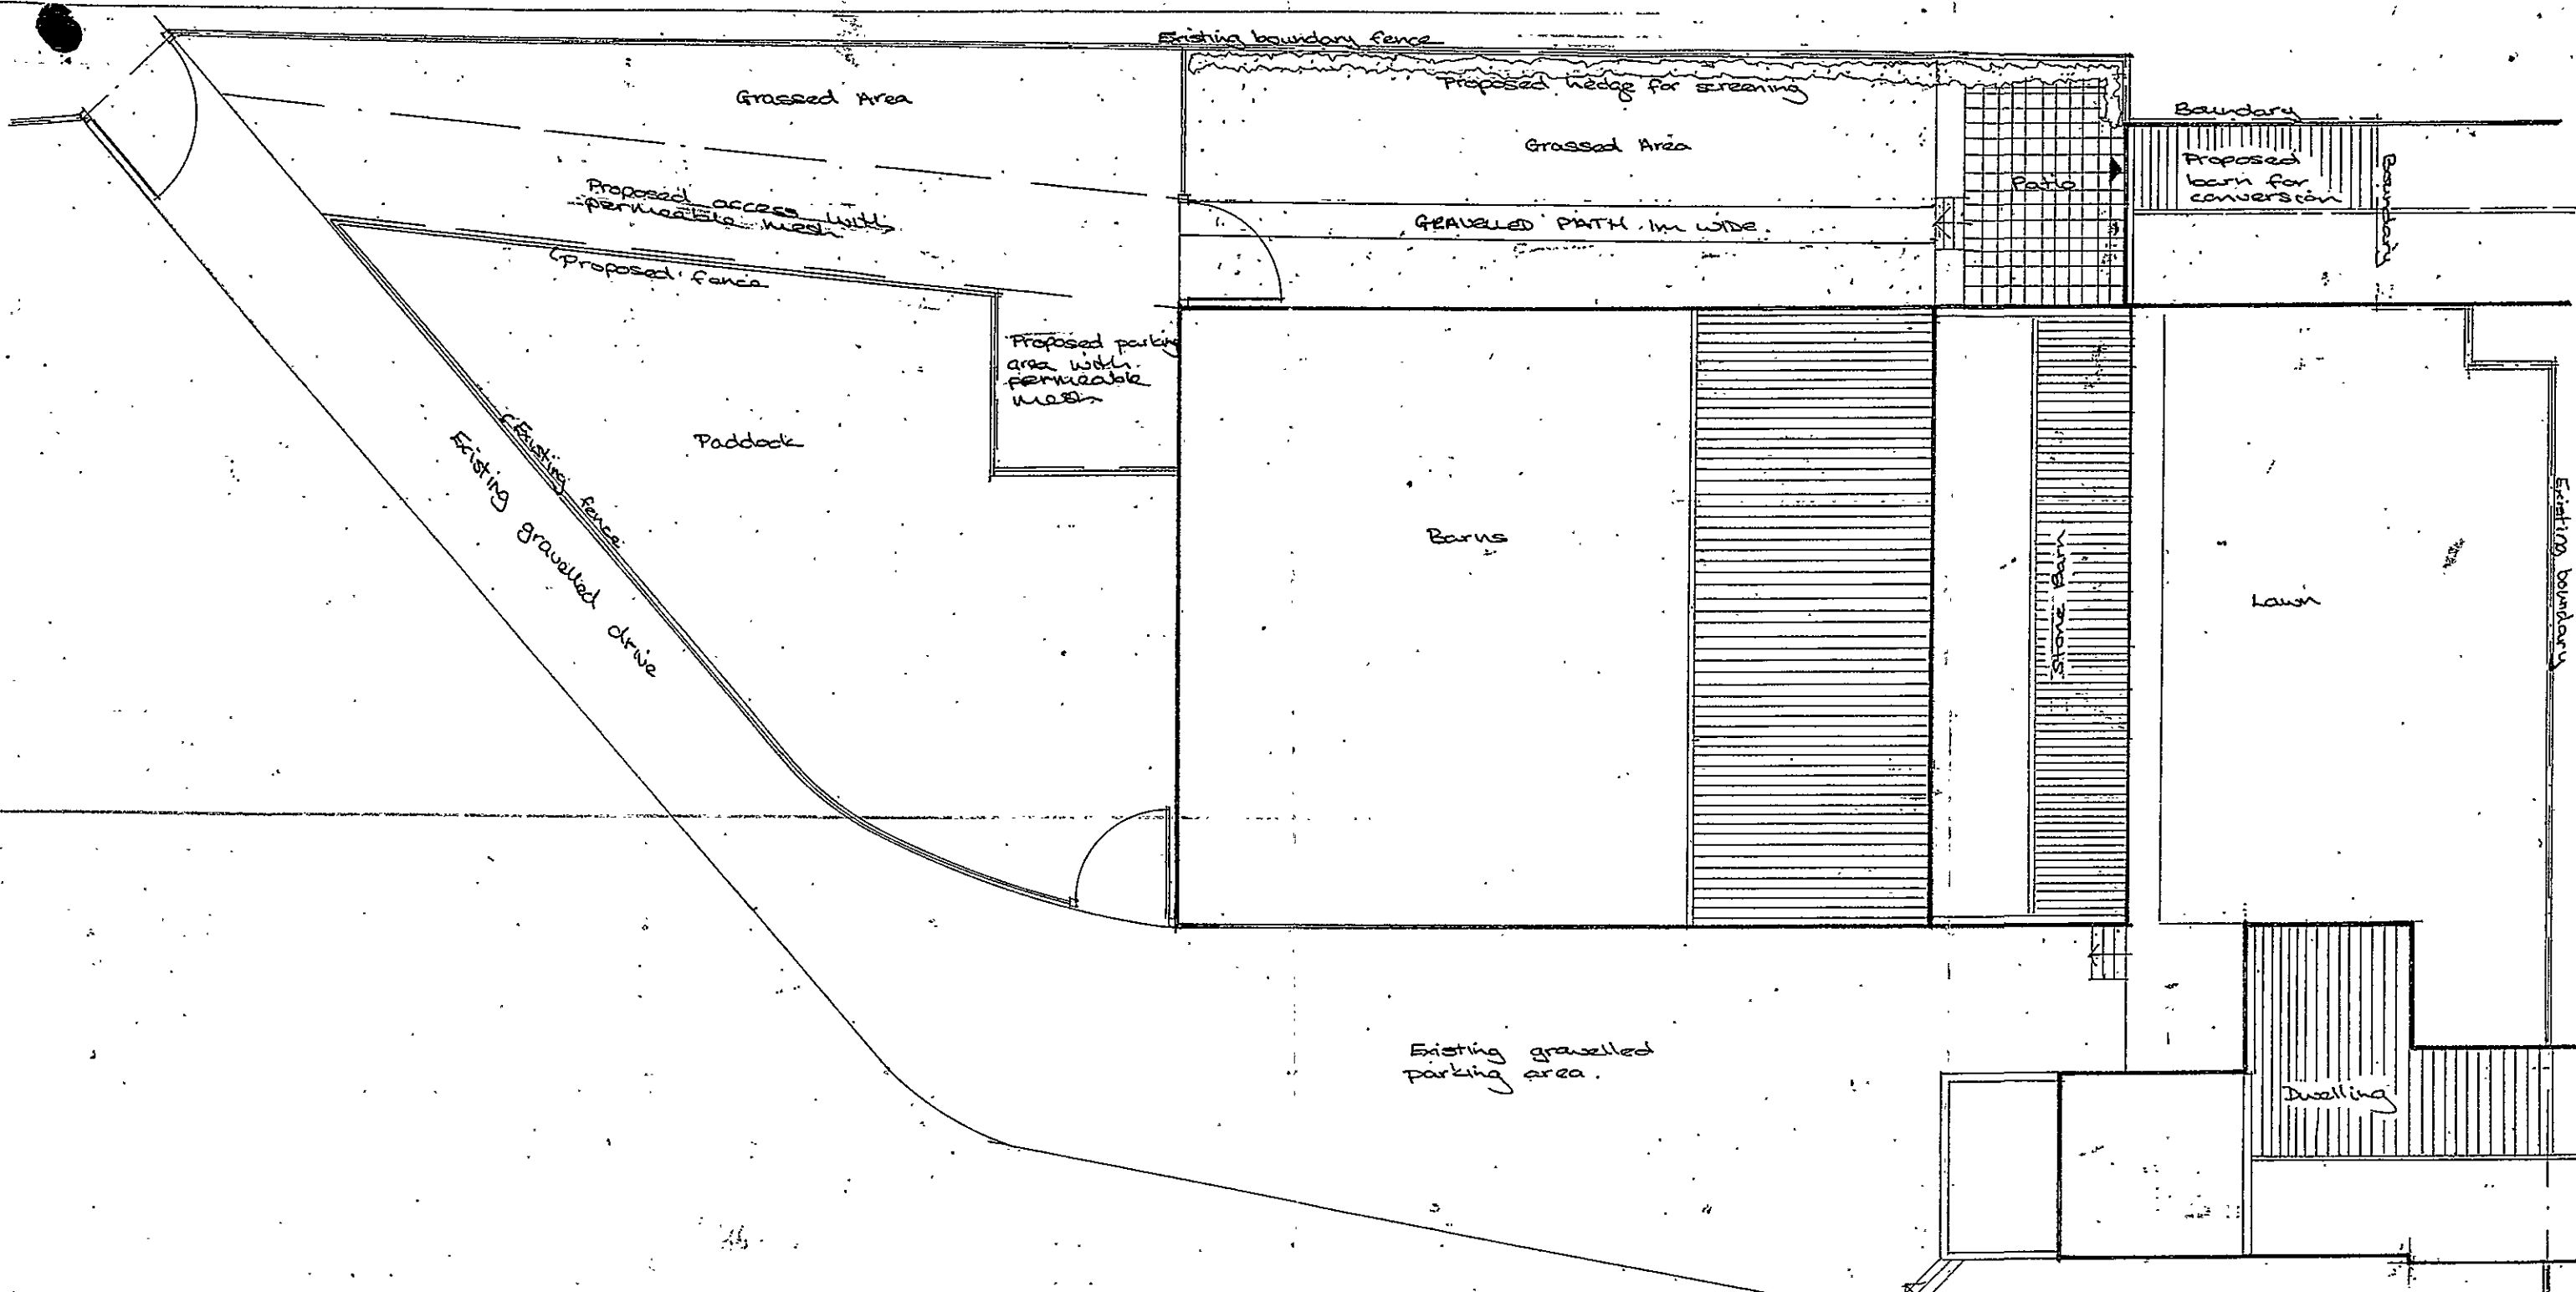 Existing boundary fence
Proposed hedge for screening
Grassed Area
Boundary
Grassed Area
Proposed
barn for
conversion
Boundary
Patio
Proposed access with
permeable mesh
GRAVELLED PATH 1m WIDE.
Proposed fence
Proposed parking
area with
permeable
mesh
Existing fence
Paddock
Existing gravelled drive
Barns
Stone Barn
Lawn
Existing boundary
Existing gravelled
parking area.
Dwelling